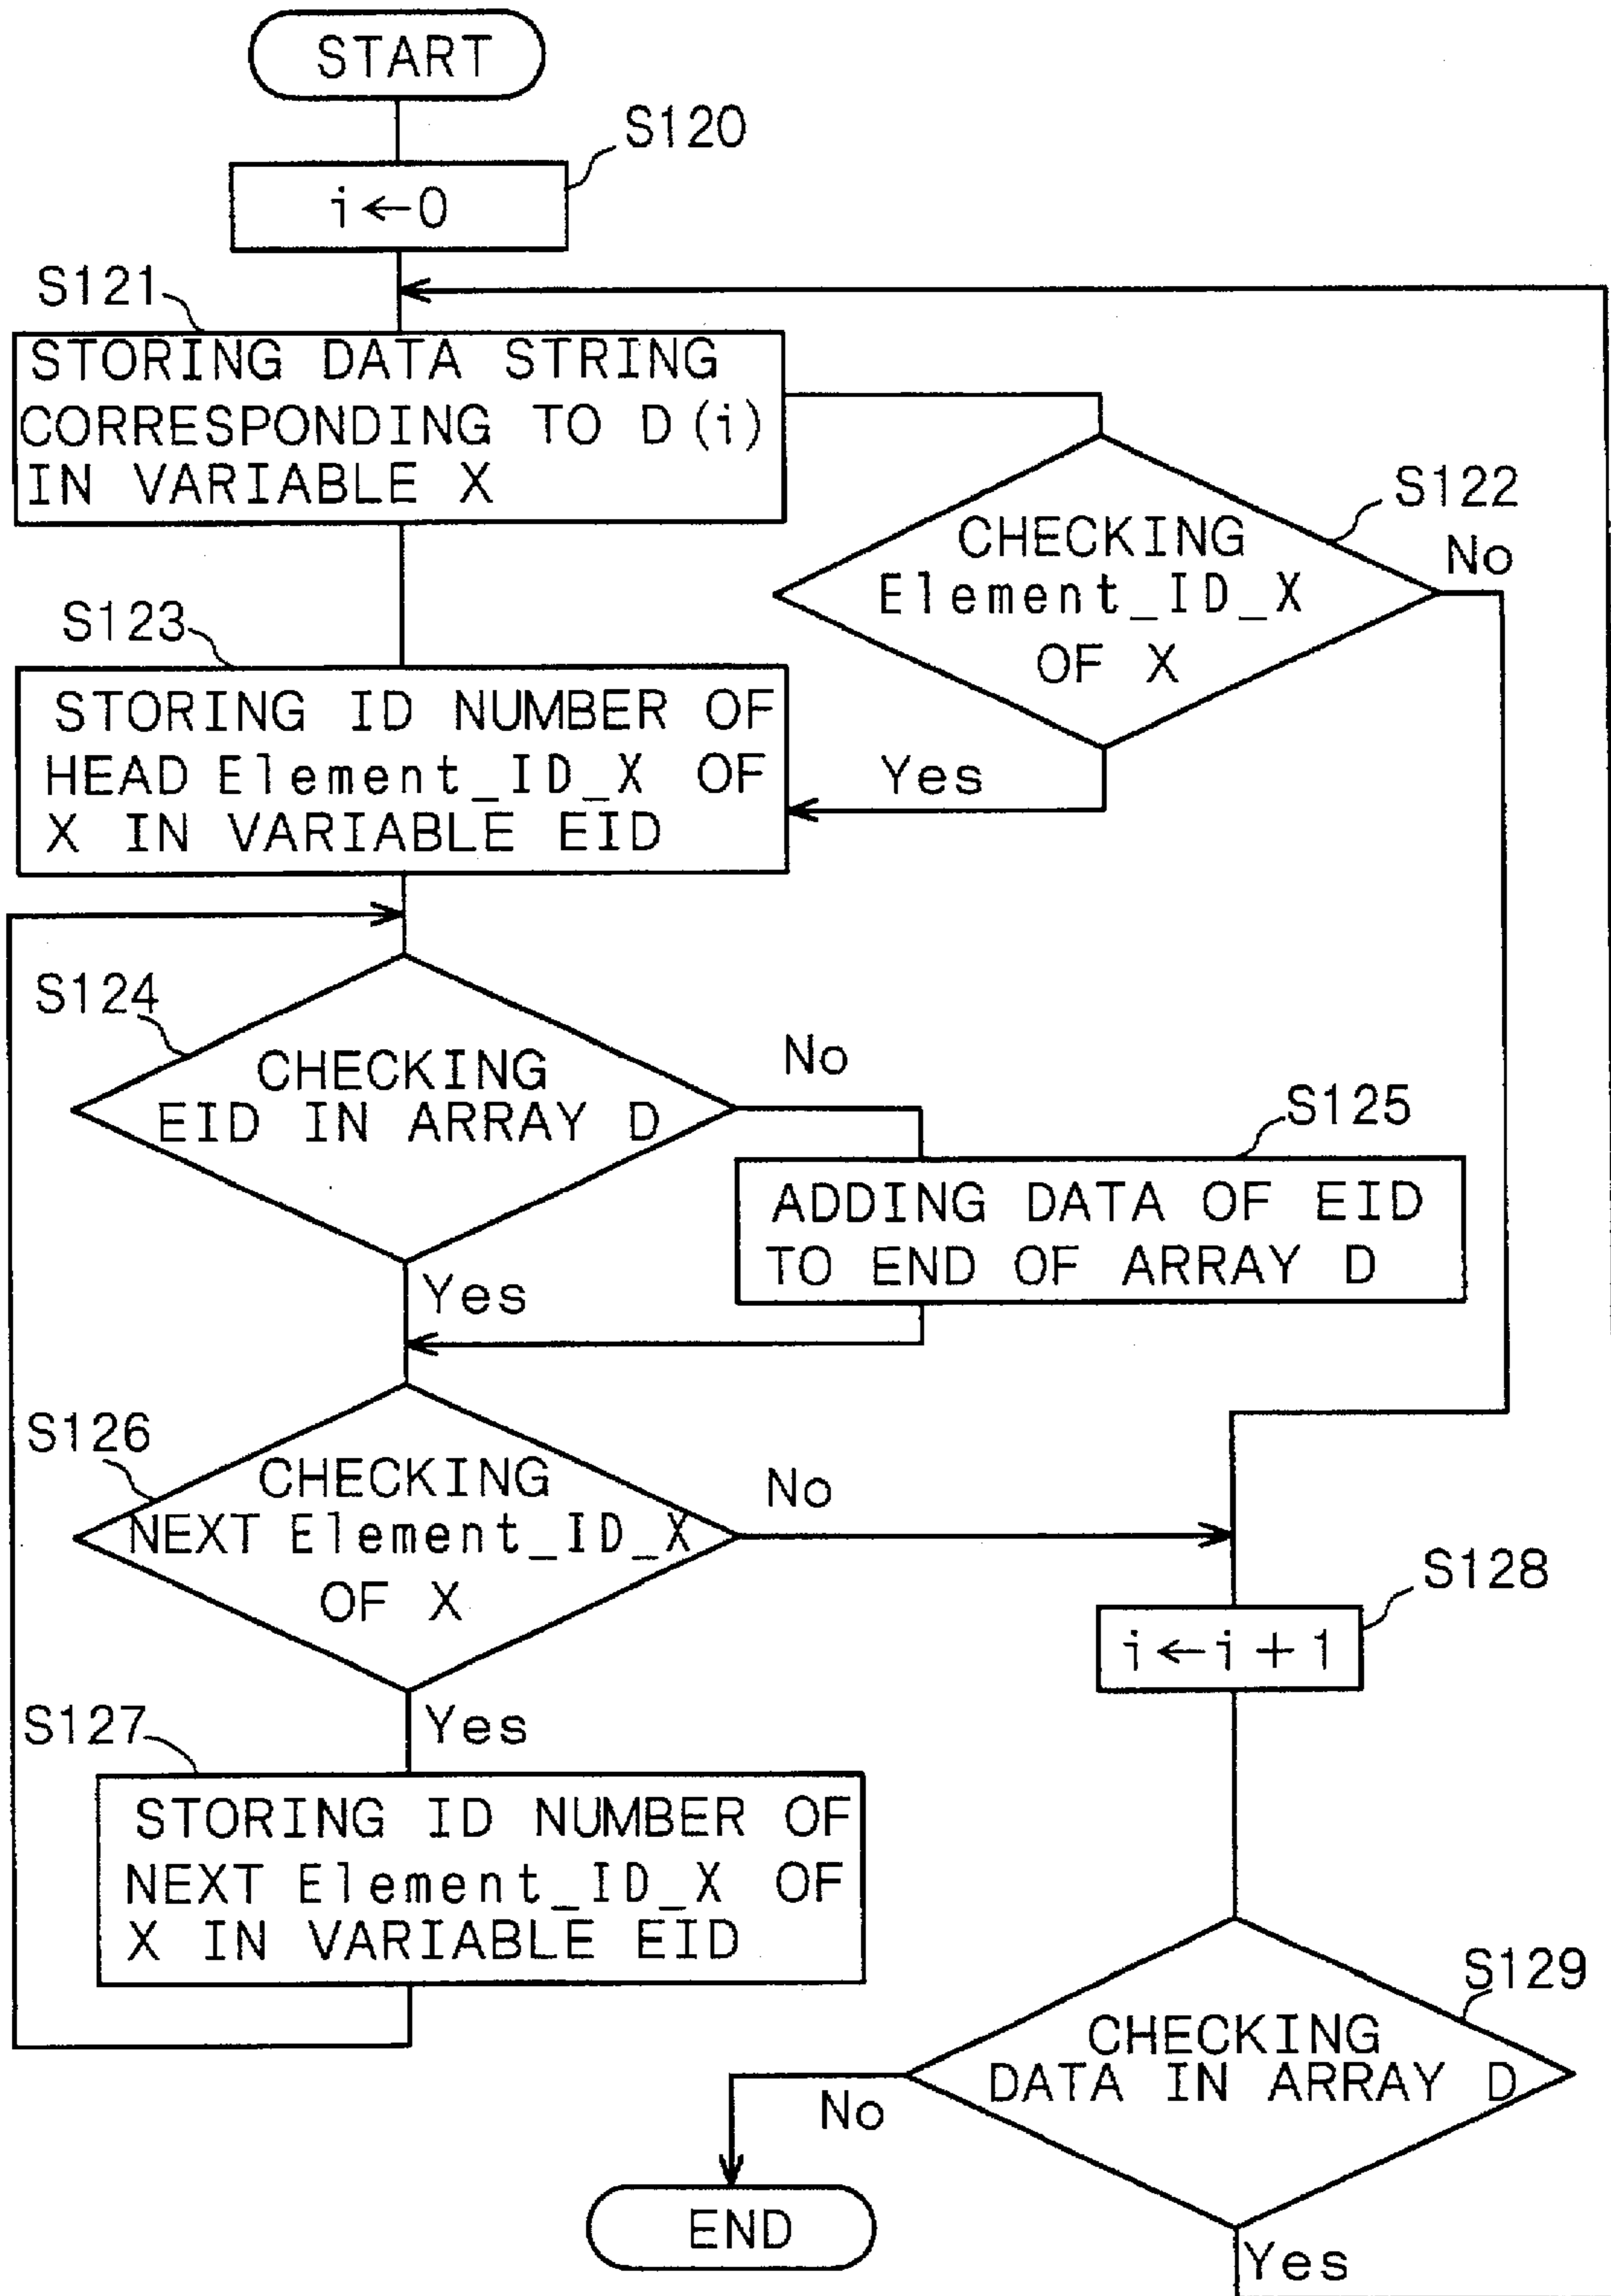 START
S120
i←0
S121
STORING DATA STRING
CORRESPONDING TO D(i)
IN VARIABLE X
S122
CHECKING
Element_ID_X
OF X
No
Yes
S123
STORING ID NUMBER OF
HEAD Element_ID_X OF
X IN VARIABLE EID
S124
CHECKING
EID IN ARRAY D
No
Yes
S125
ADDING DATA OF EID
TO END OF ARRAY D
S126
CHECKING
NEXT Element_ID_X
OF X
No
Yes
S127
STORING ID NUMBER OF
NEXT Element_ID_X OF
X IN VARIABLE EID
S128
i←i+1
S129
CHECKING
DATA IN ARRAY D
No
Yes
END